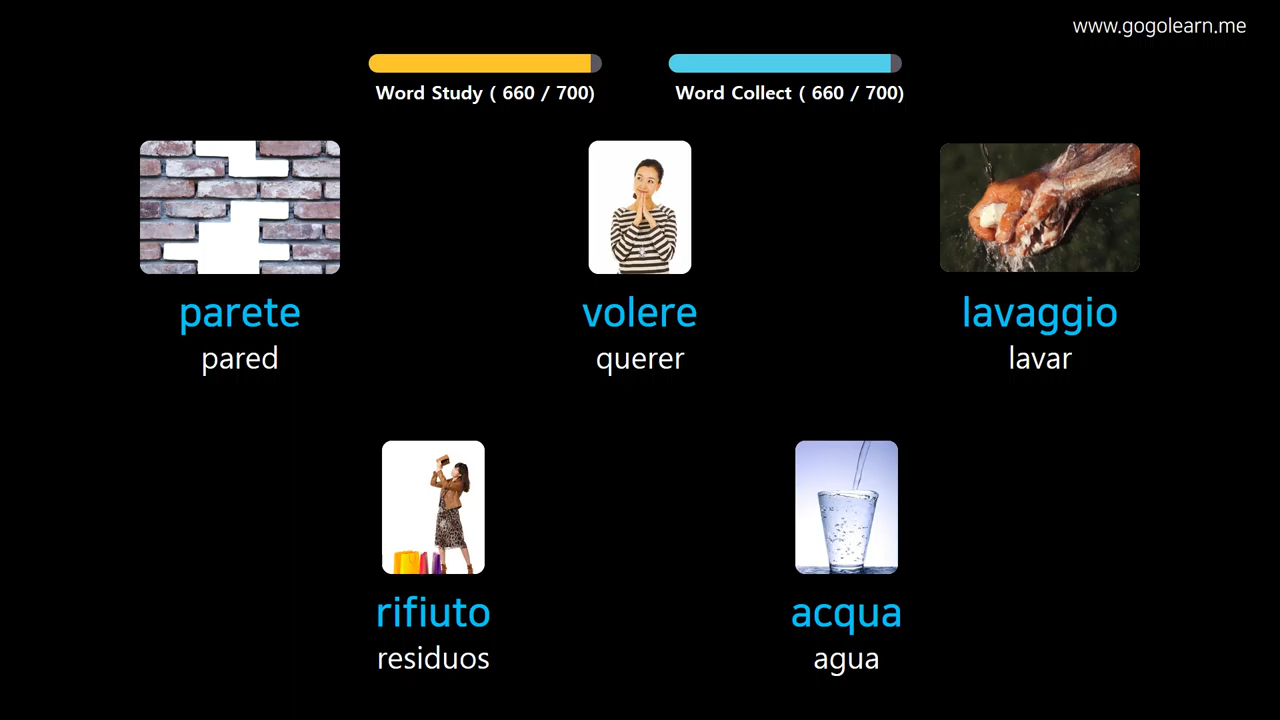 www.gogolearn.me
Word Study ( 660 / 700)
Word Collect ( 660 / 700)
parete
pared
volere
querer
lavaggio
lavar
rifiuto
residuos
acqua
agua